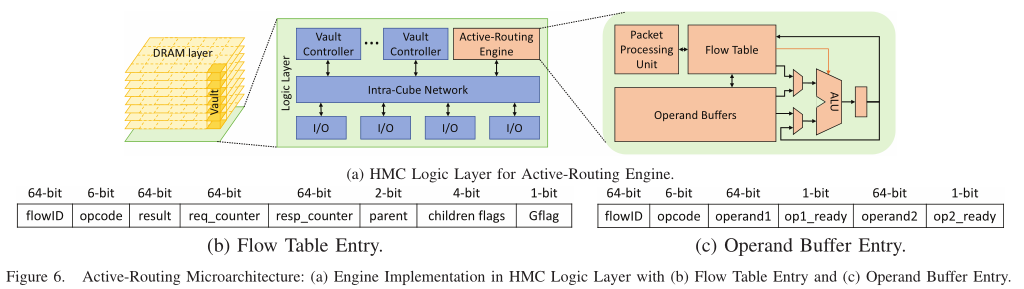 DRAM layer
Vault
Logic Layer
Vault
Controller
•••
Vault
Controller
Active-Routing
Engine
Intra-Cube Network
I/O
I/O
I/O
I/O
Packet
Processing
Unit
Flow Table
Operand Buffers
ALU
(a) HMC Logic Layer for Active-Routing Engine.
64-bit 6-bit 64-bit 64-bit 64-bit 2-bit 4-bit 1-bit
flowID opcode result req_counter resp_counter parent children flags Gflag
(b) Flow Table Entry.
64-bit 6-bit 64-bit 1-bit 64-bit 1-bit
flowID opcode operand1 op1_ready operand2 op2_ready
(c) Operand Buffer Entry.
Figure 6. Active-Routing Microarchitecture: (a) Engine Implementation in HMC Logic Layer with (b) Flow Table Entry and (c) Operand Buffer Entry.